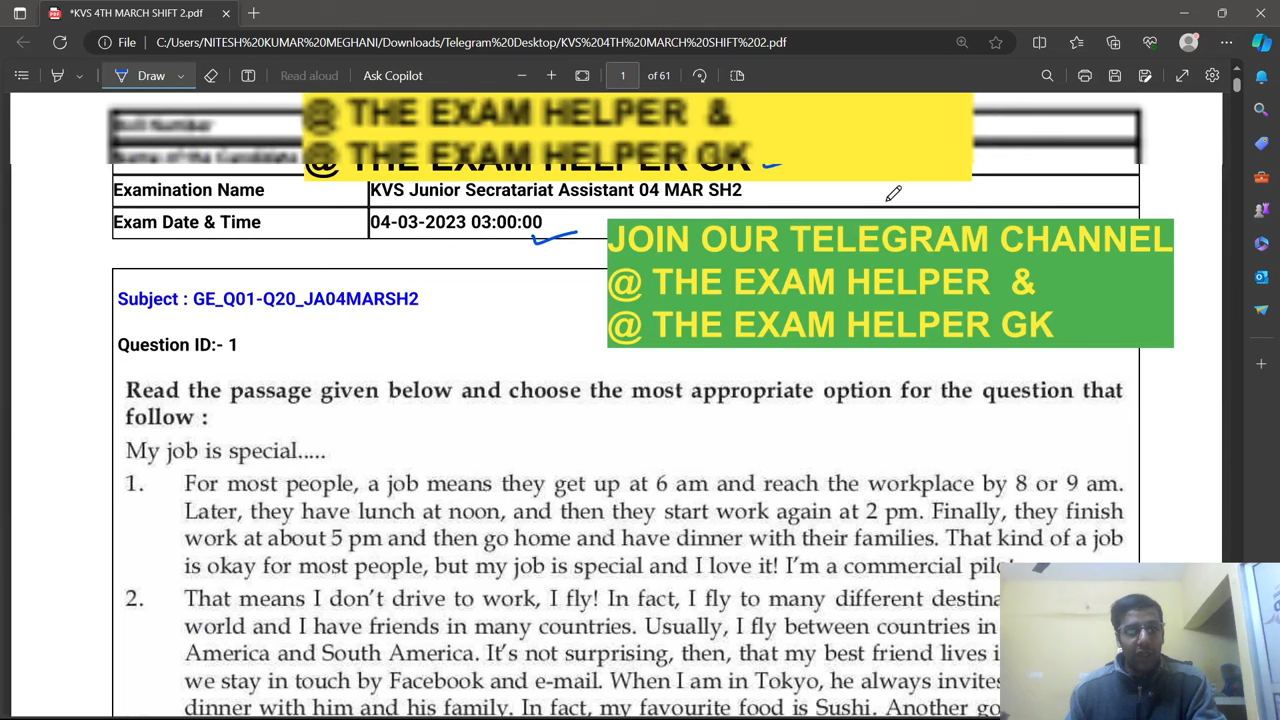 *KVS 4TH MARCH SHIFT 2.pdf
File
C:/Users/NITESH%20KUMAR%20MEGHANI/Downloads/Telegram%20Desktop/KVS%204TH%20MARCH%20SHIFT%202.pdf
Draw
Read aloud
Ask Copilot
1
of 61
Roll Number
@ THE EXAM HELPER &
Name of the Candidate
@ THE EXAM HELPER GK
Examination Name
KVS Junior Secratariat Assistant 04 MAR SH2
Exam Date & Time
04-03-2023 03:00:00
JOIN OUR TELEGRAM CHANNEL
@ THE EXAM HELPER &
@ THE EXAM HELPER GK
Subject : GE_Q01-Q20_JA04MARSH2
Question ID:- 1
Read the passage given below and choose the most appropriate option for the question that
follow :
My job is special.....
1. For most people, a job means they get up at 6 am and reach the workplace by 8 or 9 am.
Later, they have lunch at noon, and then they start work again at 2 pm. Finally, they finish
work at about 5 pm and then go home and have dinner with their families. That kind of a job
is okay for most people, but my job is special and I love it! I'm a commercial
2. That means I don't drive to work, I fly! In fact, I fly to many different
world and I have friends in many countries. Usually, I fly between countries in
America and South America. It's not surprising, then, that my best friend lives
we stay in touch by Facebook and e-mail. When I am in Tokyo, he always
dinner with him and his family. In fact, my favourite food is Sushi. Another